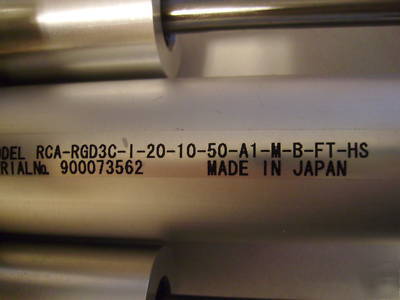 ODEL RCA-RGD3C-I-20-10-50-A1-M-B-FT-HS
RIAL№ 900073562 MADE IN JAPAN